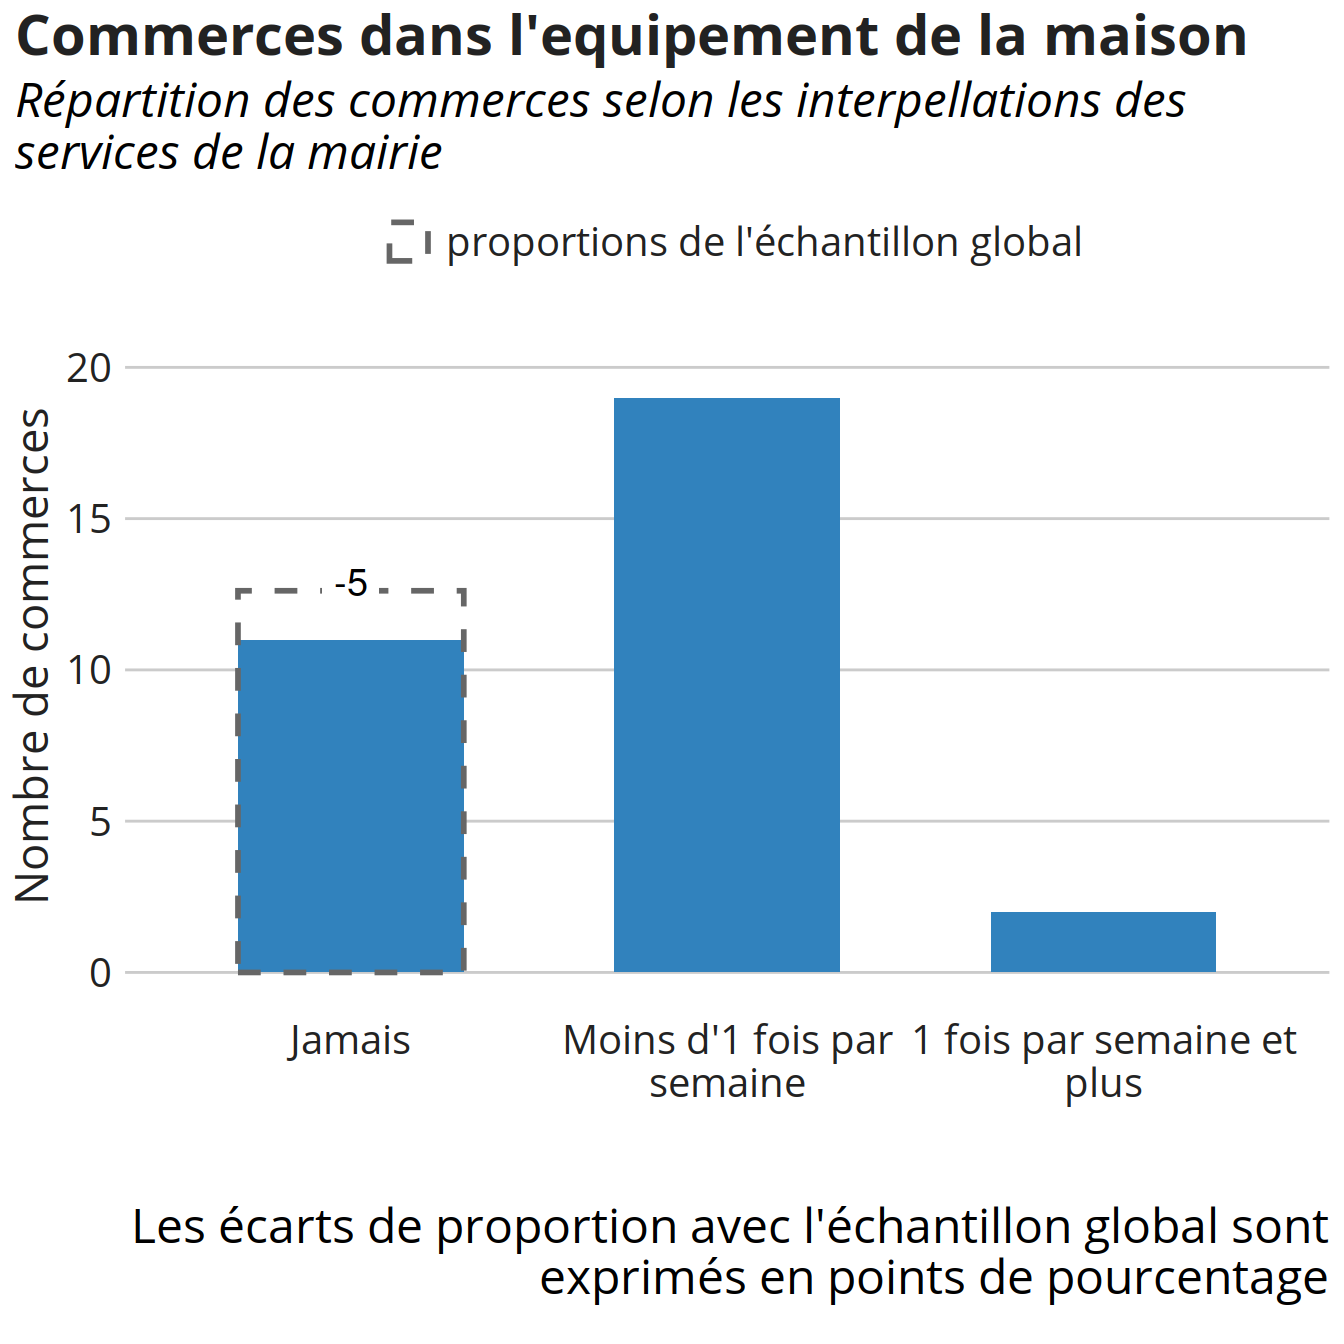 Commerces dans l'equipement de la maison
Répartition des commerces selon les interpellations des
services de la mairie
proportions de l'échantillon global
Nombre de commerces
20
15
10
5
0
-5
Jamais
Moins d'1 fois par
semaine
1 fois par semaine et
plus
Les écarts de proportion avec l'échantillon global sont
exprimés en points de pourcentage